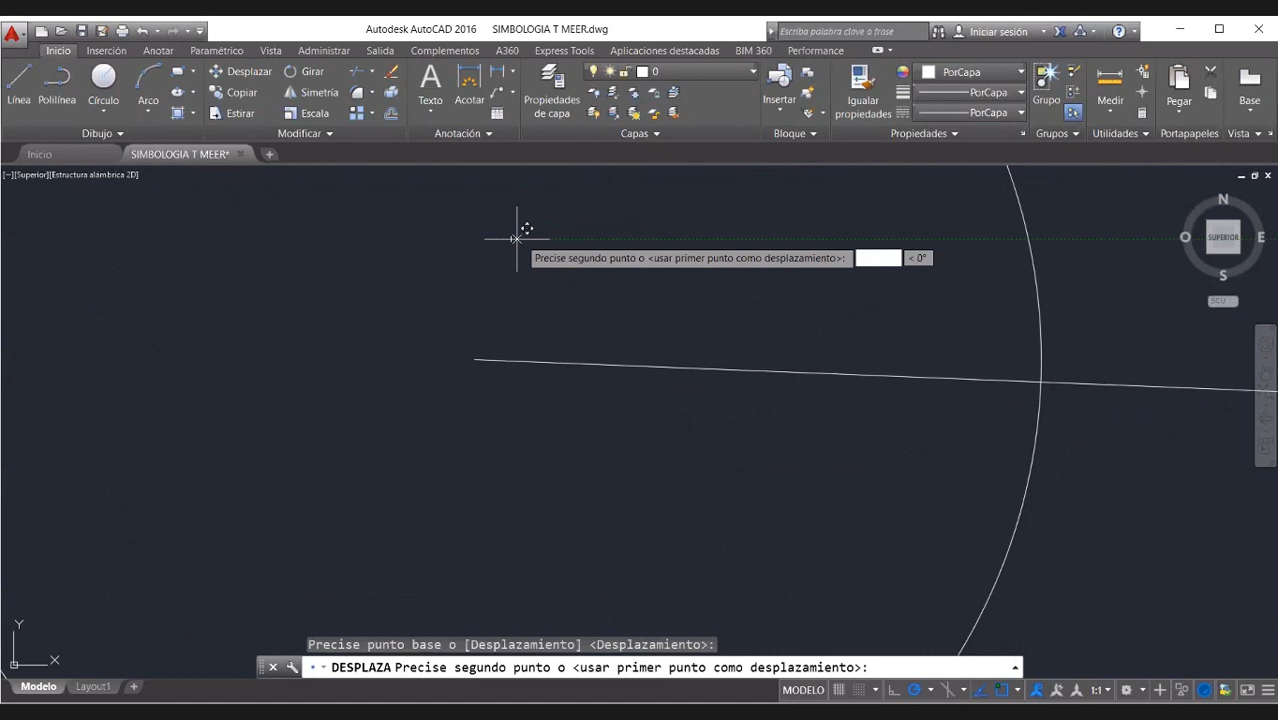 Autodesk AutoCAD 2016 SIMBOLOGIA T MEER.dwg
Escriba palabra clave o frase
Iniciar sesión
Inicio Inserción Anotar Paramétrico Vista Administrar Salida Complementos A360 Express Tools Aplicaciones destacadas BIM 360 Performance
Línea Polilínea Círculo Arco
Desplazar Girar
Copiar Simetría
Estirar Escala
Texto Acotar
Propiedades de capa
0
Insertar
Igualar propiedades
PorCapa
PorCapa
PorCapa
Grupo Medir Pegar Base
Dibujo Modificar Anotación Capas Bloque Propiedades Grupos Utilidades Portapapeles Vista
Inicio SIMBOLOGIA T MEER*
[−][Superior][Estructura alámbrica 2D]
N
O SUPERIOR E
S
SCU
Precise segundo punto o <usar primer punto como desplazamiento>: < 0°
Y
X
Precise punto base o [Desplazamiento] <Desplazamiento>:
DESPLAZA Precise segundo punto o <usar primer punto como desplazamiento>:
Modelo Layout1
MODELO 1:1